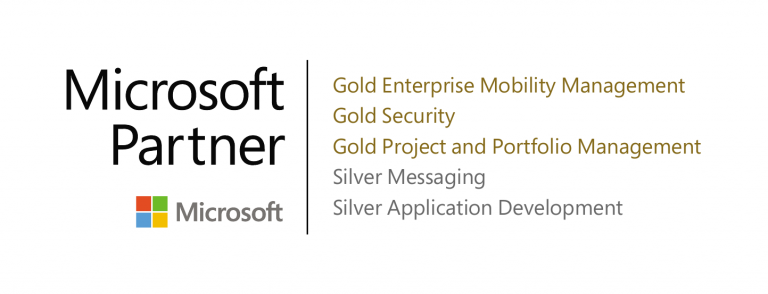 Microsoft
Partner
Microsoft
Gold Enterprise Mobility Management
Gold Security
Gold Project and Portfolio Management
Silver Messaging
Silver Application Development